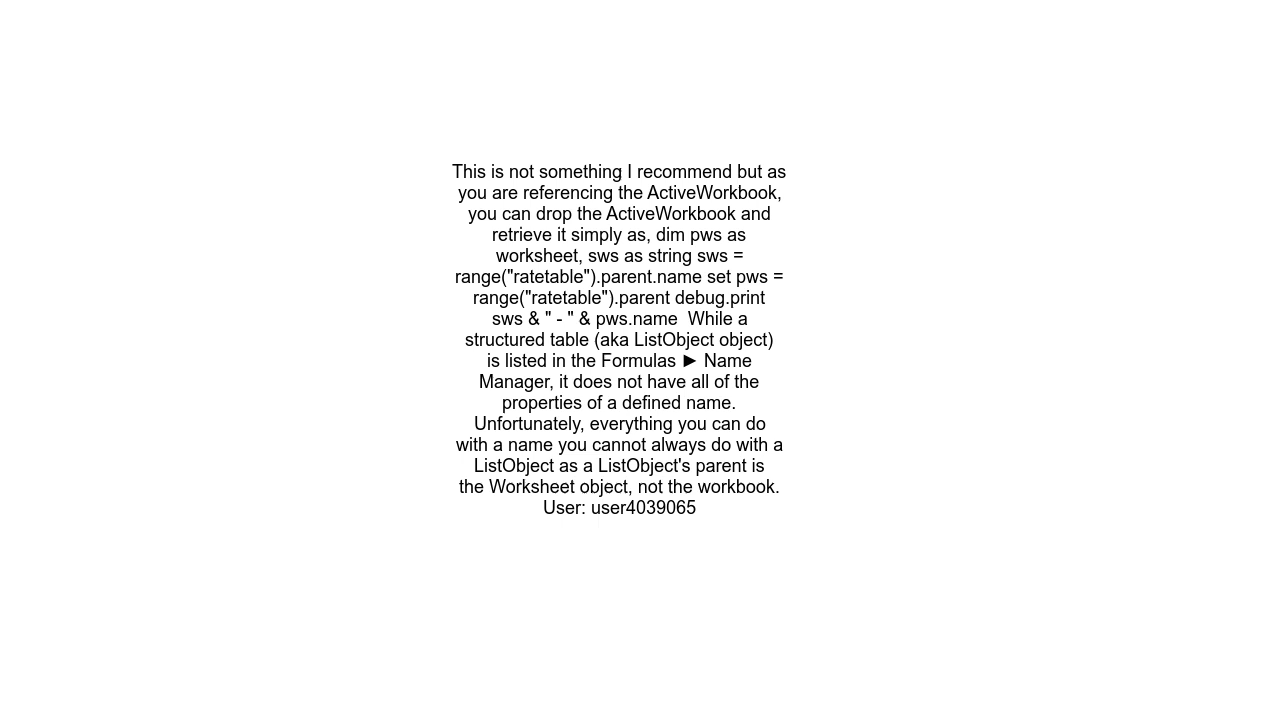 This is not something I recommend but as
you are referencing the ActiveWorkbook,
you can drop the ActiveWorkbook and
retrieve it simply as, dim pws as
worksheet, sws as string sws =
range("ratetable").parent.name set pws =
range("ratetable").parent debug.print
sws & " - " & pws.name  While a
structured table (aka ListObject object)
is listed in the Formulas ► Name
Manager, it does not have all of the
properties of a defined name.
Unfortunately, everything you can do
with a name you cannot always do with a
ListObject as a ListObject's parent is
the Worksheet object, not the workbook.
User: user4039065